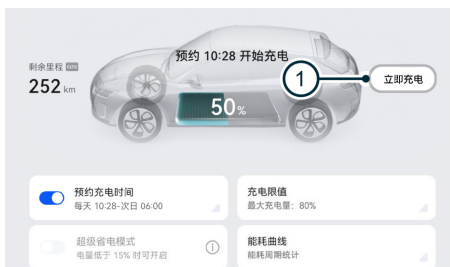 预约 10:28 开始充电
剩余里程
252 km
1
立即充电
50%
预约充电时间
每天 10:28-次日 06:00
充电限值
最大充电量：80%
超级省电模式
电量低于 15% 时可开启
能耗曲线
能耗周期统计